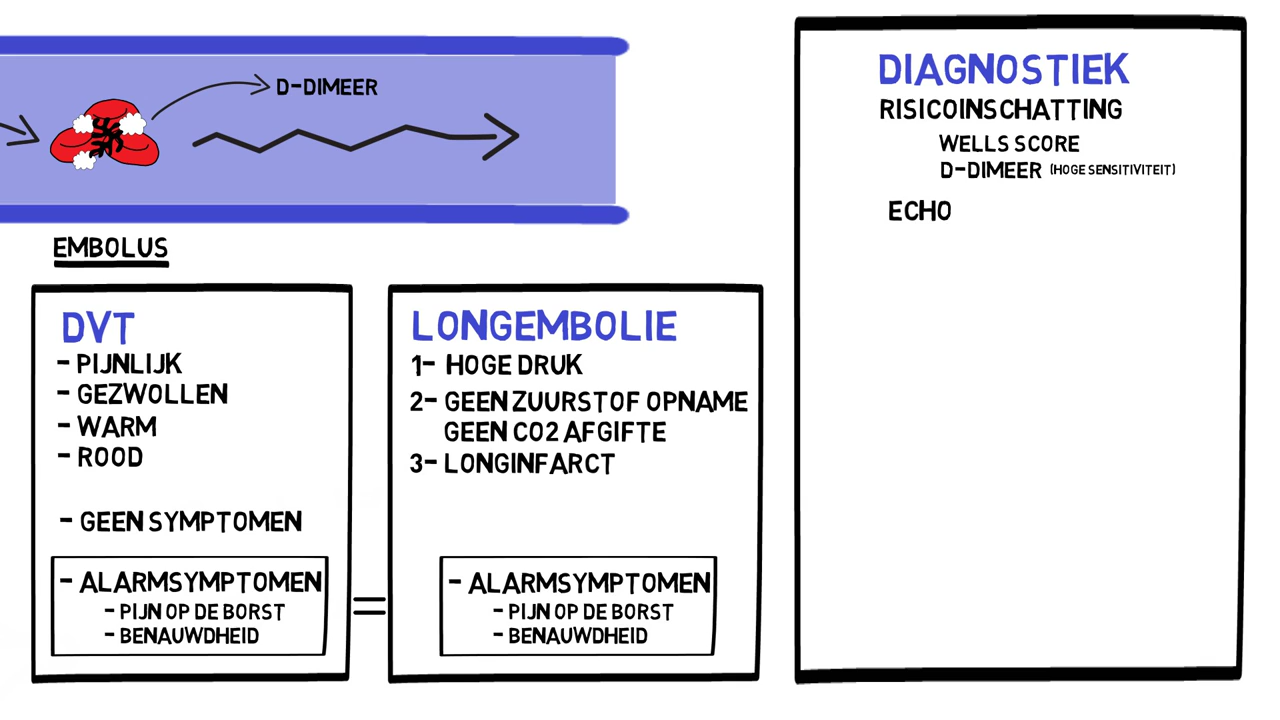 D-DIMEER
EMBOLUS
DVT
- PIJNLIJK
- GEZWOLLEN
- WARM
- ROOD
- GEEN SYMPTOMEN
- ALARMSYMPTOMEN
- PIJN OP DE BORST
- BENAUWDHEID
=
LONGEMBOLIE
1- HOGE DRUK
2- GEEN ZUURSTOF OPNAME
GEEN CO2 AFGIFTE
3- LONGINFARCT
- ALARMSYMPTOMEN
- PIJN OP DE BORST
- BENAUWDHEID
DIAGNOSTIEK
RISICOINSCHATTING
WELLS SCORE
D-DIMEER (HOGE SENSITIVITEIT)
ECHO